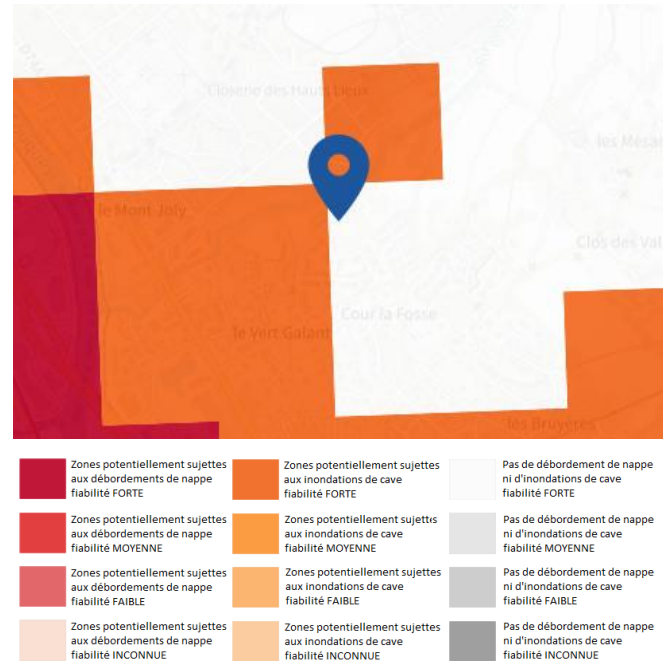 Closeno des Hauts Lieux
les Mesan
le Mont Joly
Clos des Val
Cour la Fosse
le Vert Galant
les Bruyères
Zones potentiellement sujettes
aux débordements de nappe
fiabilité FORTE
Zones potentiellement sujettes
aux inondations de cave
fiabilité FORTE
Pas de débordement de nappe
ni d'inondations de cave
fiabilité FORTE
Zones potentiellement sujettes
aux débordements de nappe
fiabilité MOYENNE
Zones potentiellement sujettes
aux inondations de cave
fiabilité MOYENNE
Pas de débordement de nappe
ni d'inondations de cave
fiabilité MOYENNE
Zones potentiellement sujettes
aux débordements de nappe
fiabilité FAIBLE
Zones potentiellement sujettes
aux inondations de cave
fiabilité FAIBLE
Pas de débordement de nappe
ni d'inondations de cave
fiabilité FAIBLE
Zones potentiellement sujettes
aux débordements de nappe
fiabilité INCONNUE
Zones potentiellement sujettes
aux inondations de cave
fiabilité INCONNUE
Pas de débordement de nappe
ni d'inondations de cave
fiabilité INCONNUE